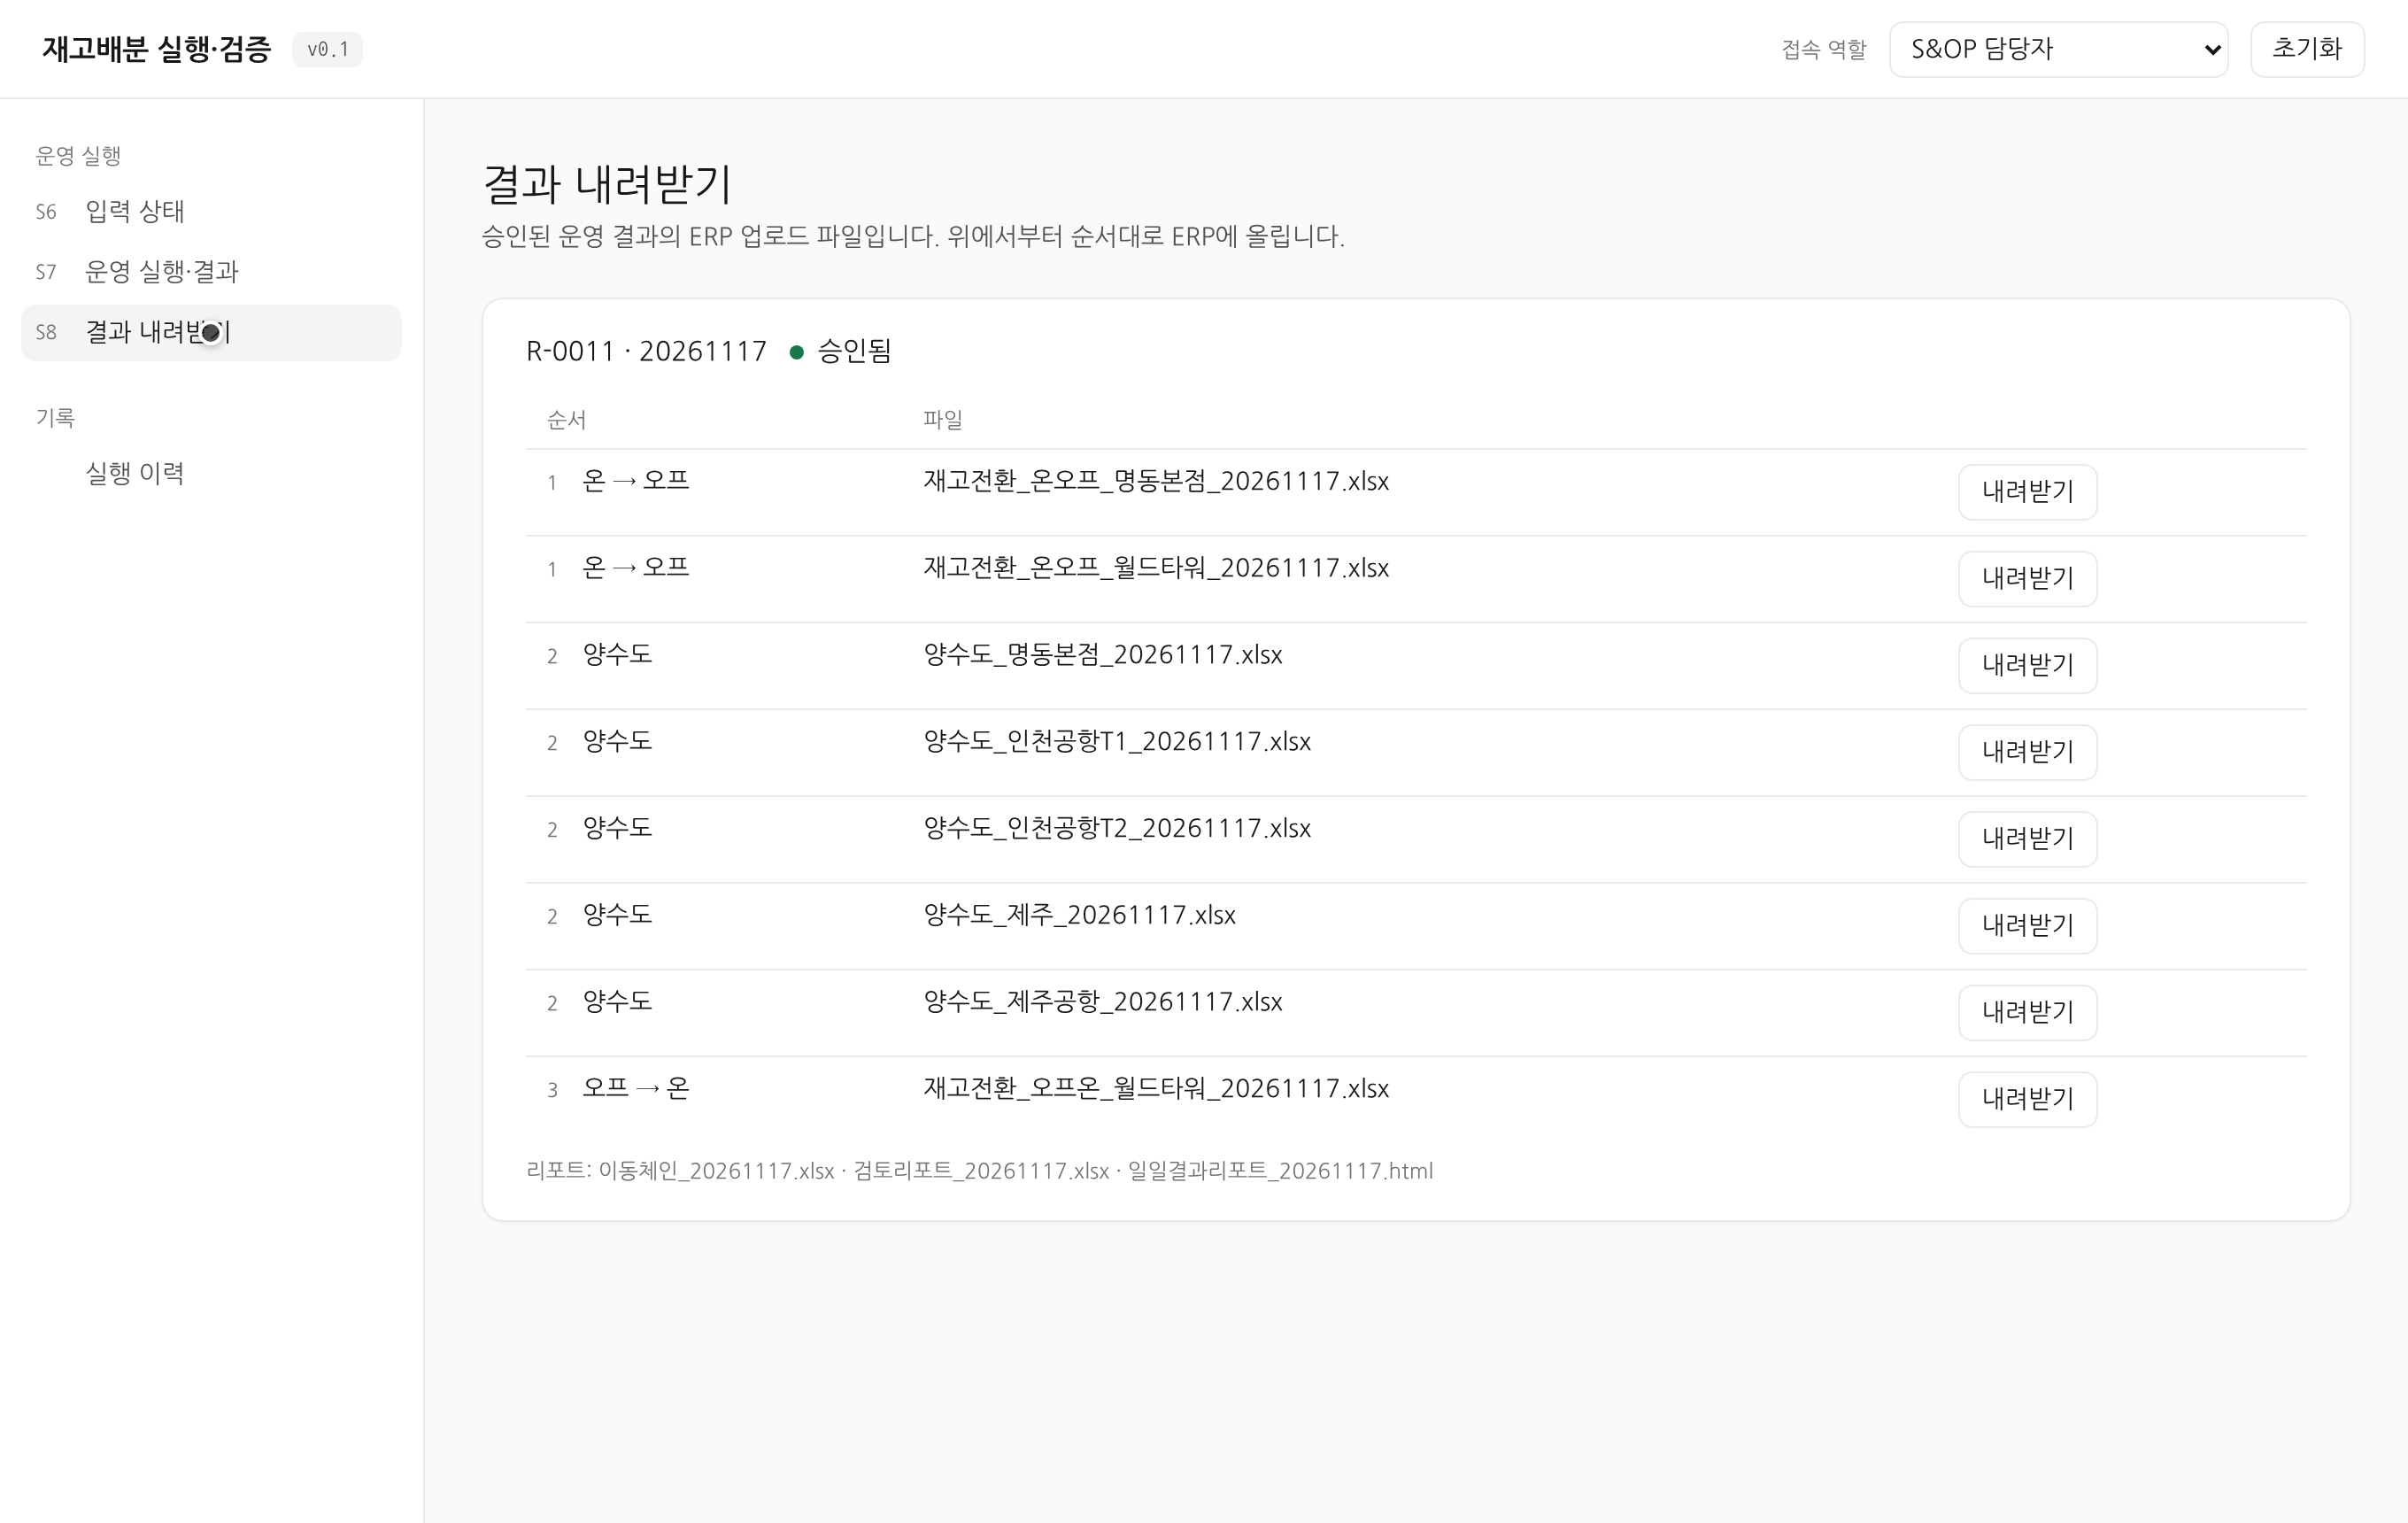 재고배분 실행·검증 v0.1 접속 역할 S&OP 담당자 초기화
운영 실행
S6 입력 상태
S7 운영 실행·결과
S8 결과 내려받기
기록
실행 이력
결과 내려받기
승인된 운영 결과의 ERP 업로드 파일입니다. 위에서부터 순서대로 ERP에 올립니다.
R-0011 · 20261117 승인됨
순서 파일
1 온 → 오프 재고전환_온오프_명동본점_20261117.xlsx 내려받기
1 온 → 오프 재고전환_온오프_월드타워_20261117.xlsx 내려받기
2 양수도 양수도_명동본점_20261117.xlsx 내려받기
2 양수도 양수도_인천공항T1_20261117.xlsx 내려받기
2 양수도 양수도_인천공항T2_20261117.xlsx 내려받기
2 양수도 양수도_제주_20261117.xlsx 내려받기
2 양수도 양수도_제주공항_20261117.xlsx 내려받기
3 오프 → 온 재고전환_오프온_월드타워_20261117.xlsx 내려받기
리포트: 이동체인_20261117.xlsx · 검토리포트_20261117.xlsx · 일일결과리포트_20261117.html